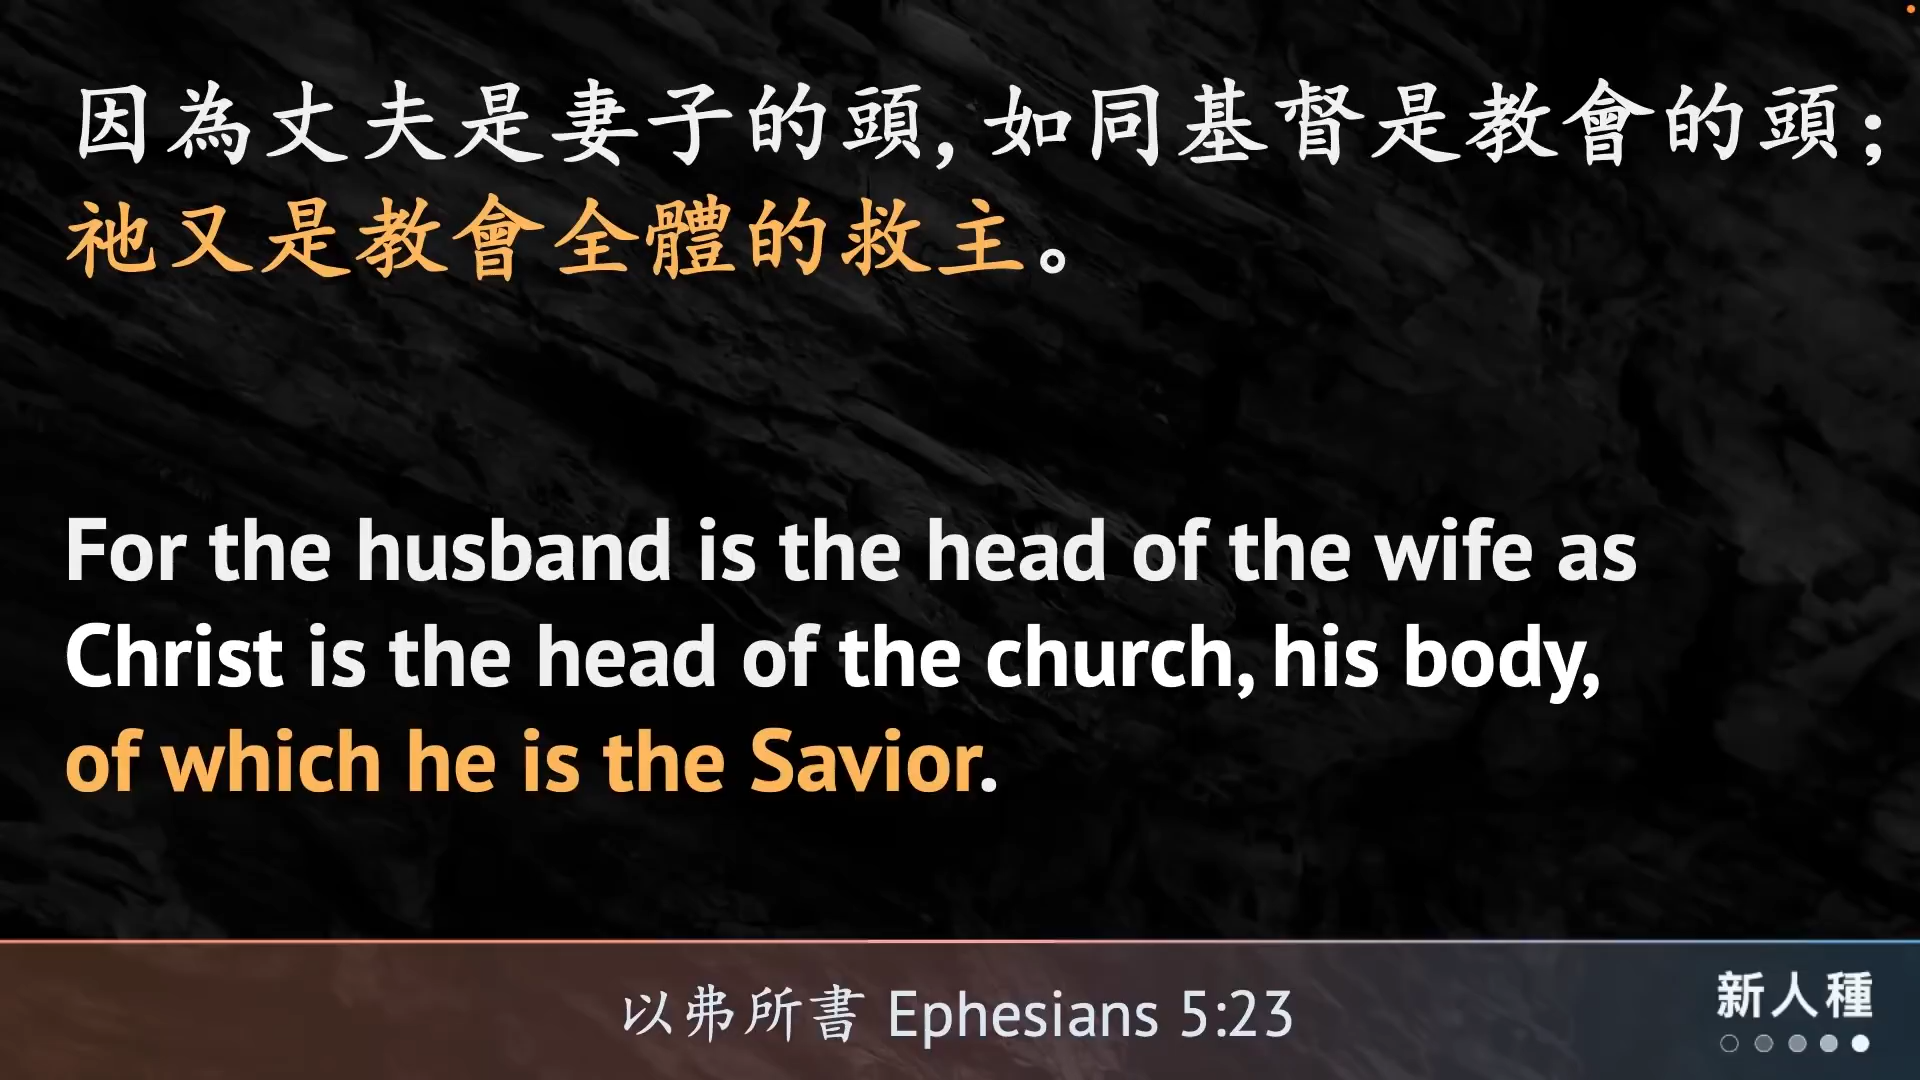 因為丈夫是妻子的頭，如同基督是教會的頭；
祂又是教會全體的救主。
For the husband is the head of the wife as
Christ is the head of the church, his body,
of which he is the Savior.
以弗所書 Ephesians 5:23
新人種